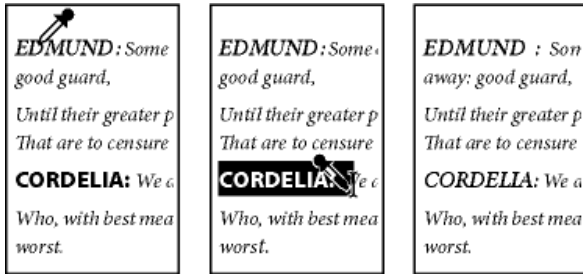 EDMUND: Some
good guard,
Until their greater p
That are to censure
CORDELIA: We a
Who, with best mea
worst.
EDMUND: Some
good guard,
Until their greater p
That are to censure
CORDELIA:
Who, with best mea
worst.
EDMUND : Som
away: good guard,
Until their greater p
That are to censure
CORDELIA: We a
Who, with best mea
worst.